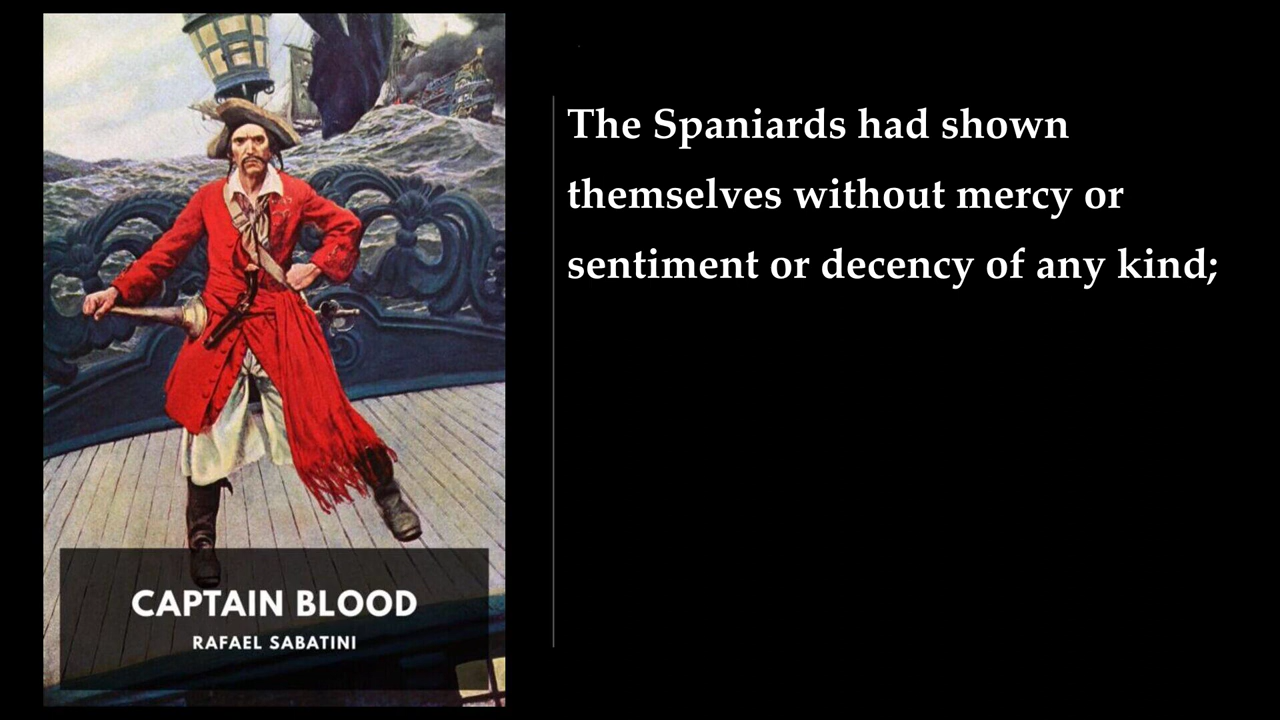 The Spaniards had shown
themselves without mercy or
sentiment or decency of any kind;
CAPTAIN BLOOD
RAFAEL SABATINI